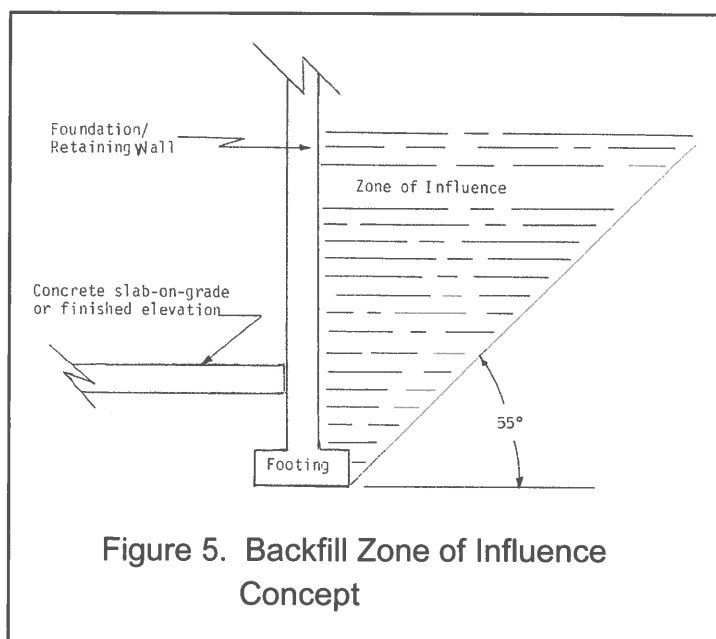 Foundation/
Retaining Wall
Zone of Influence
Concrete slab-on-grade
or finished elevation
55°
Footing
Figure 5. Backfill Zone of Influence
Concept